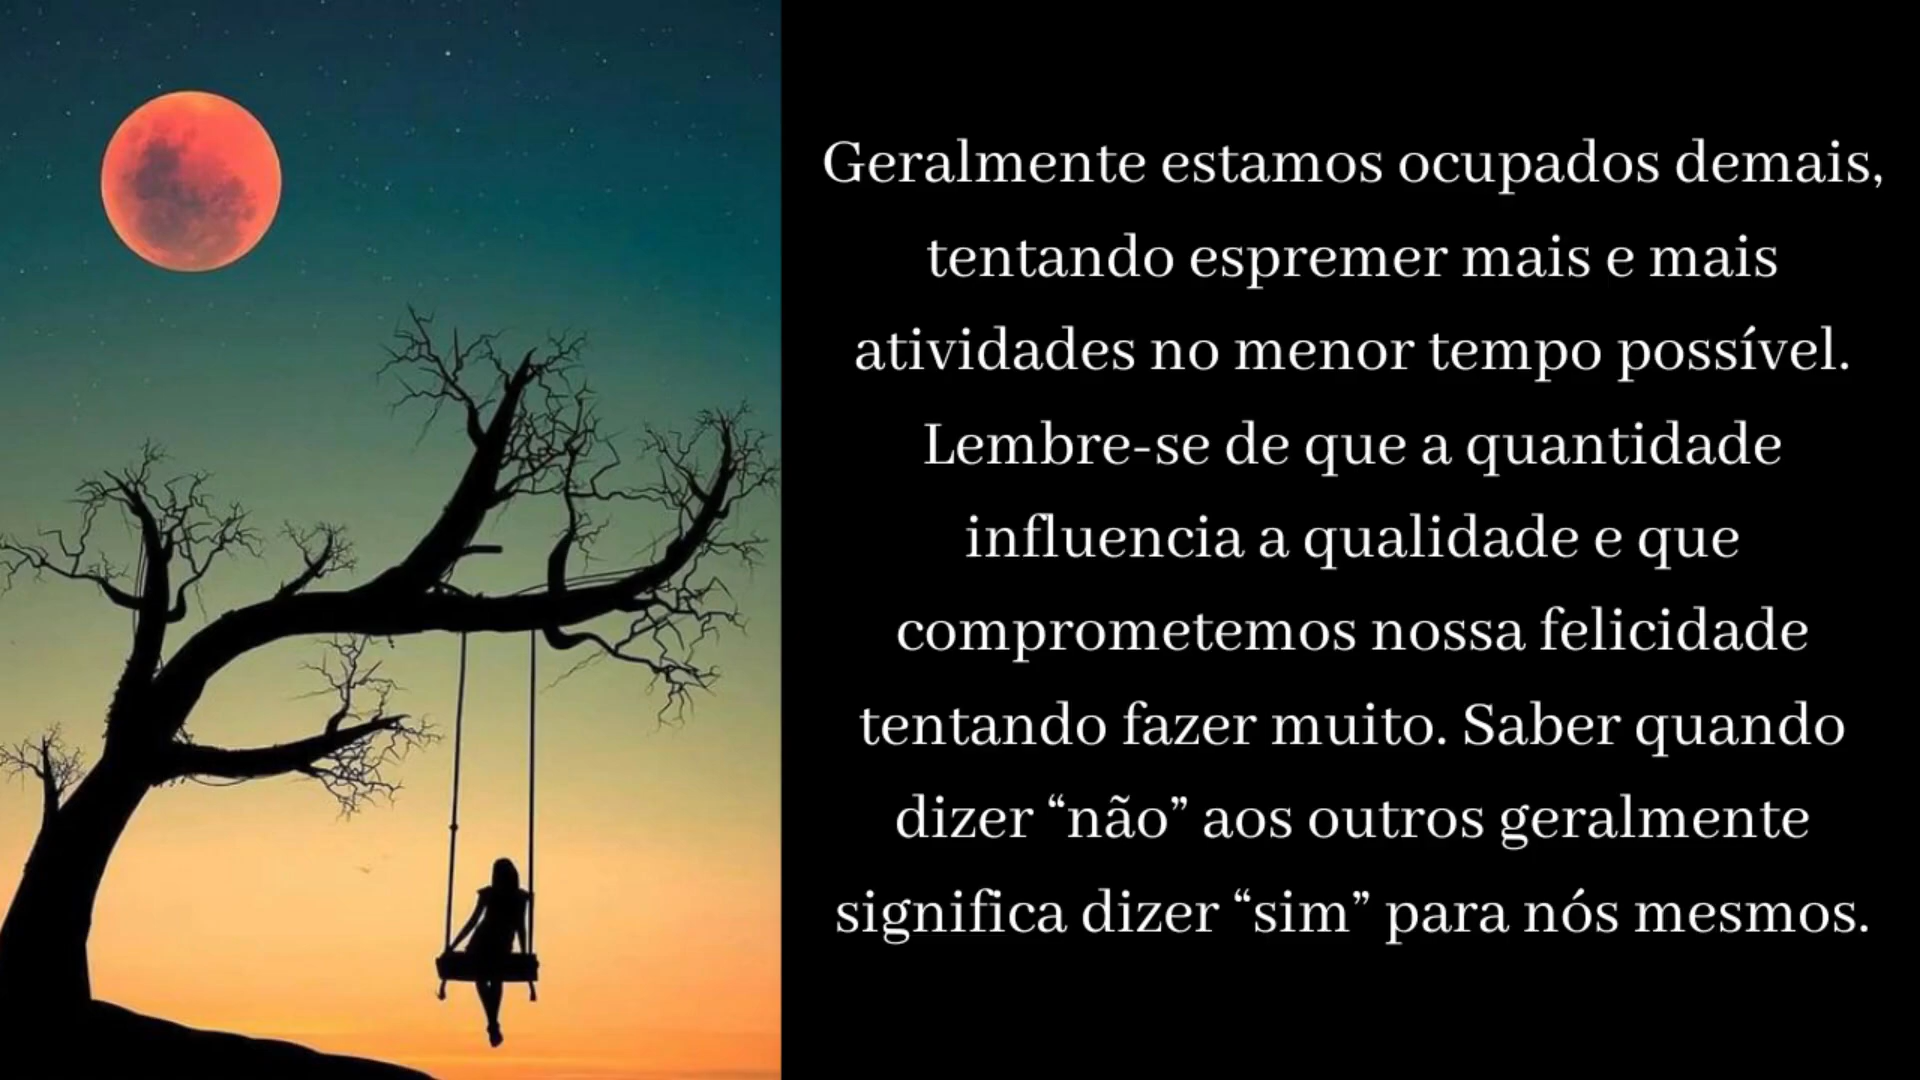 Geralmente estamos ocupados demais,
tentando espremer mais e mais
atividades no menor tempo possível.
Lembre-se de que a quantidade
influencia a qualidade e que
comprometemos nossa felicidade
tentando fazer muito. Saber quando
dizer “não” aos outros geralmente
significa dizer “sim” para nós mesmos.